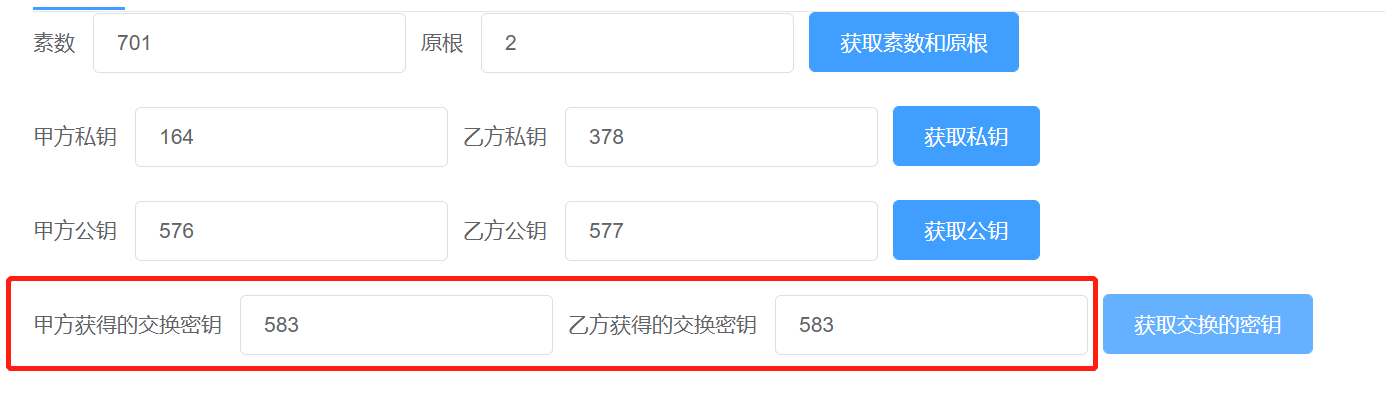 素数 701 原根 2 获取素数和原根
甲方私钥 164 乙方私钥 378 获取私钥
甲方公钥 576 乙方公钥 577 获取公钥
甲方获得的交换密钥 583 乙方获得的交换密钥 583 获取交换的密钥